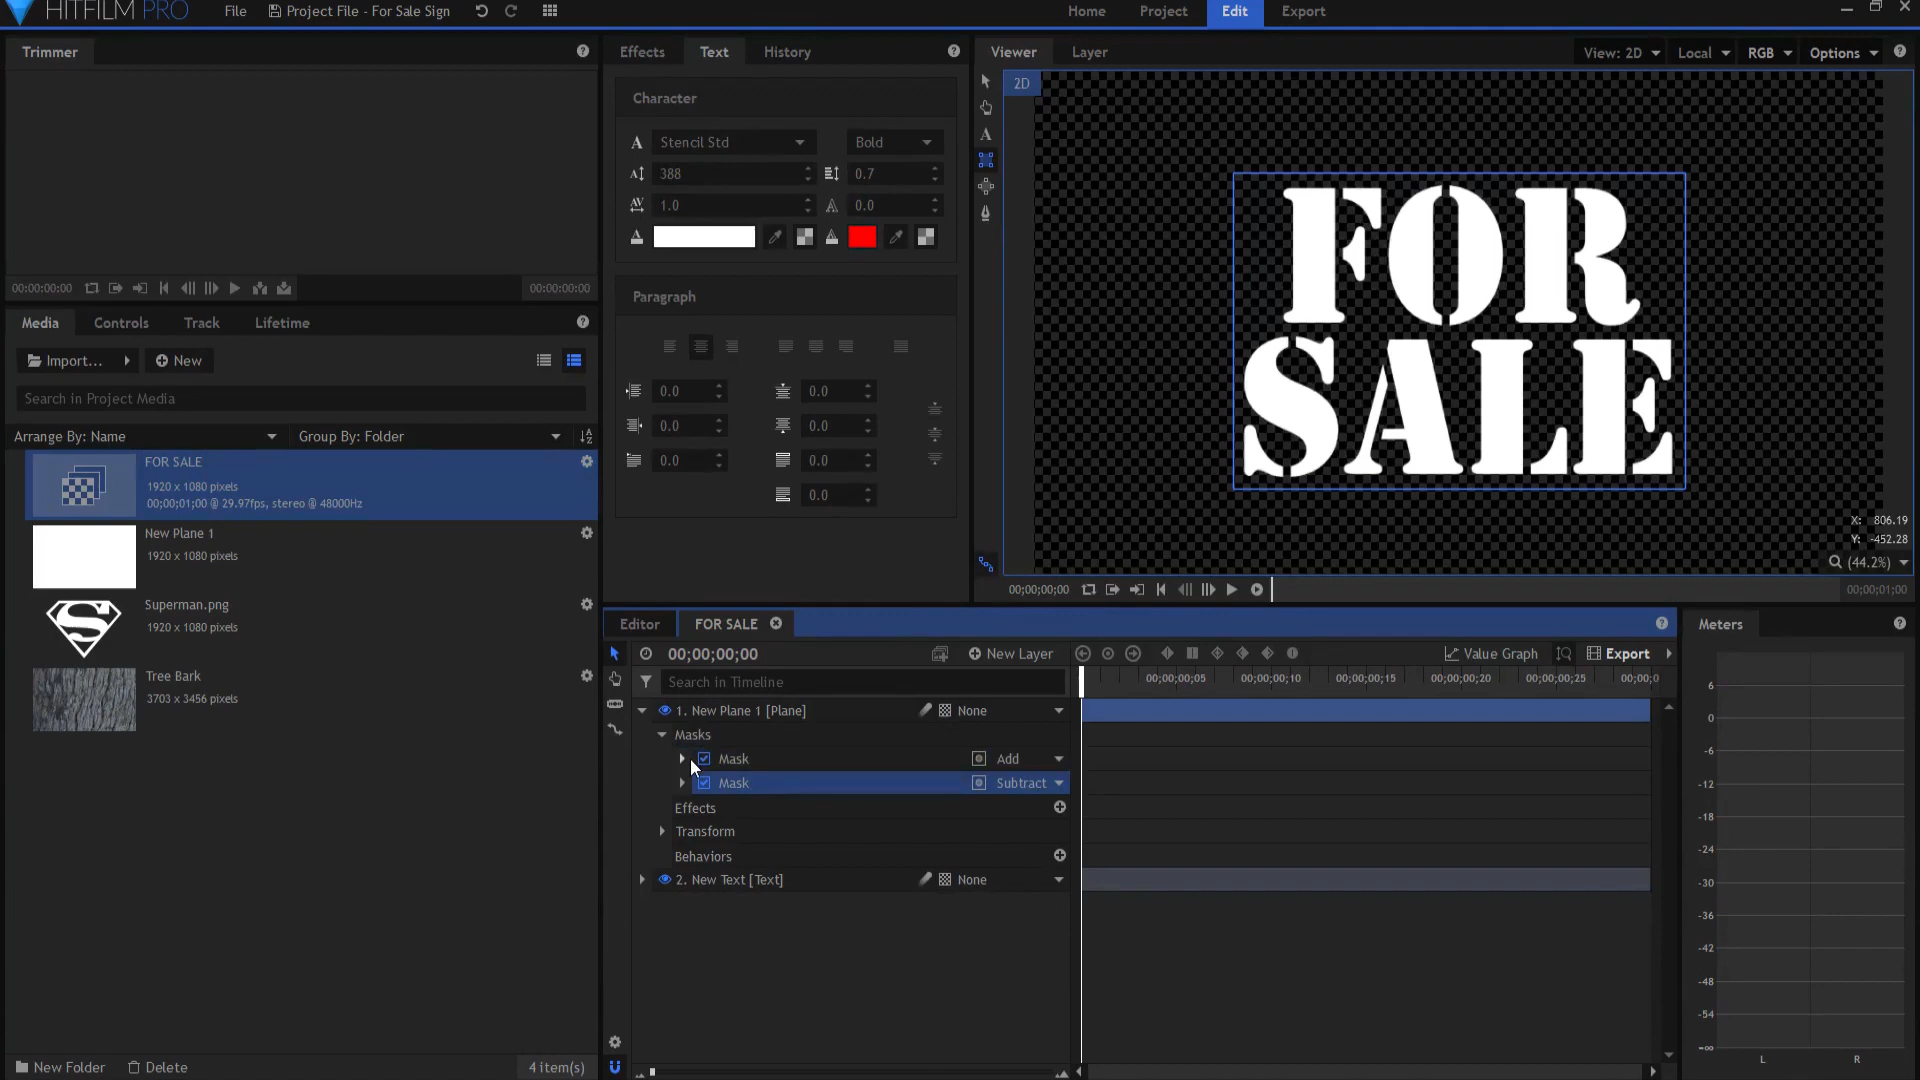 HITFILM PRO
File
Project File - For Sale Sign
Home
Project
Edit
Export
Trimmer
Effects
Text
History
Viewer
Layer
View: 2D
Local
RGB
Options
2D
Character
Stencil Std
Bold
388
0.7
1.0
0.0
FOR
SALE
00:00:00:00
00:00:00:00
Paragraph
Media
Controls
Track
Lifetime
Import...
New
Search in Project Media
0.0
0.0
0.0
0.0
0.0
0.0
0.0
Arrange By: Name
Group By: Folder
FOR SALE
1920 x 1080 pixels
00;00;01;00 @ 29.97fps, stereo @ 48000Hz
New Plane 1
1920 x 1080 pixels
Superman.png
1920 x 1080 pixels
Tree Bark
3703 x 3456 pixels
X: 806.19
Y: -452.28
(44.2%)
00;00;00;00
00;00;01;00
Editor
FOR SALE
Meters
00;00;00;00
New Layer
Value Graph
Export
Search in Timeline
00;00;00;05
00;00;00;10
00;00;00;15
00;00;00;20
00;00;00;25
00;00;0
1. New Plane 1 [Plane]
None
Masks
Mask
Add
Mask
Subtract
Effects
Transform
Behaviors
2. New Text [Text]
None
6
0
-6
-12
-18
-24
-30
-36
-42
-48
-54
-∞
L
R
New Folder
Delete
4 item(s)